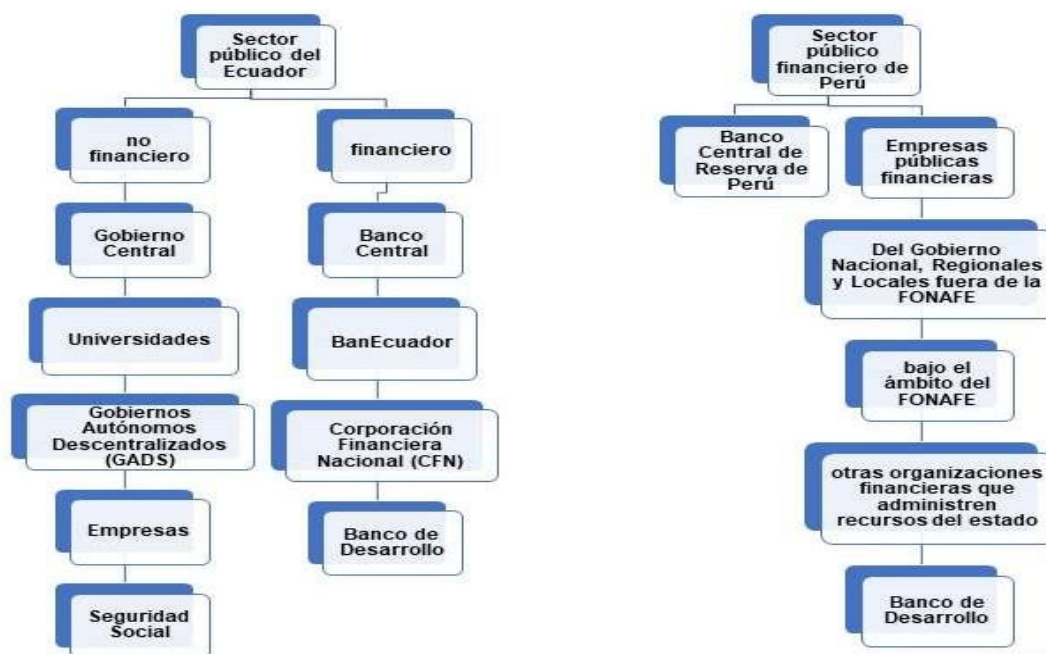 Sector
público del
Ecuador
no
financiero
Gobierno
Central
Universidades
Gobiernos
Autónomos
Descentralizados
(GADS)
Empresas
Seguridad
Social
financiero
Banco
Central
BanEcuador
Corporación
Financiera
Nacional (CFN)
Banco de
Desarrollo
Sector
público
financiero de
Perú
Banco
Central de
Reserva de
Perú
Empresas
públicas
financieras
Del Gobierno
Nacional, Regionales
y Locales fuera de la
FONAFE
bajo el
ámbito del
FONAFE
otras organizaciones
financieras que
administren
recursos del estado
Banco de
Desarrollo